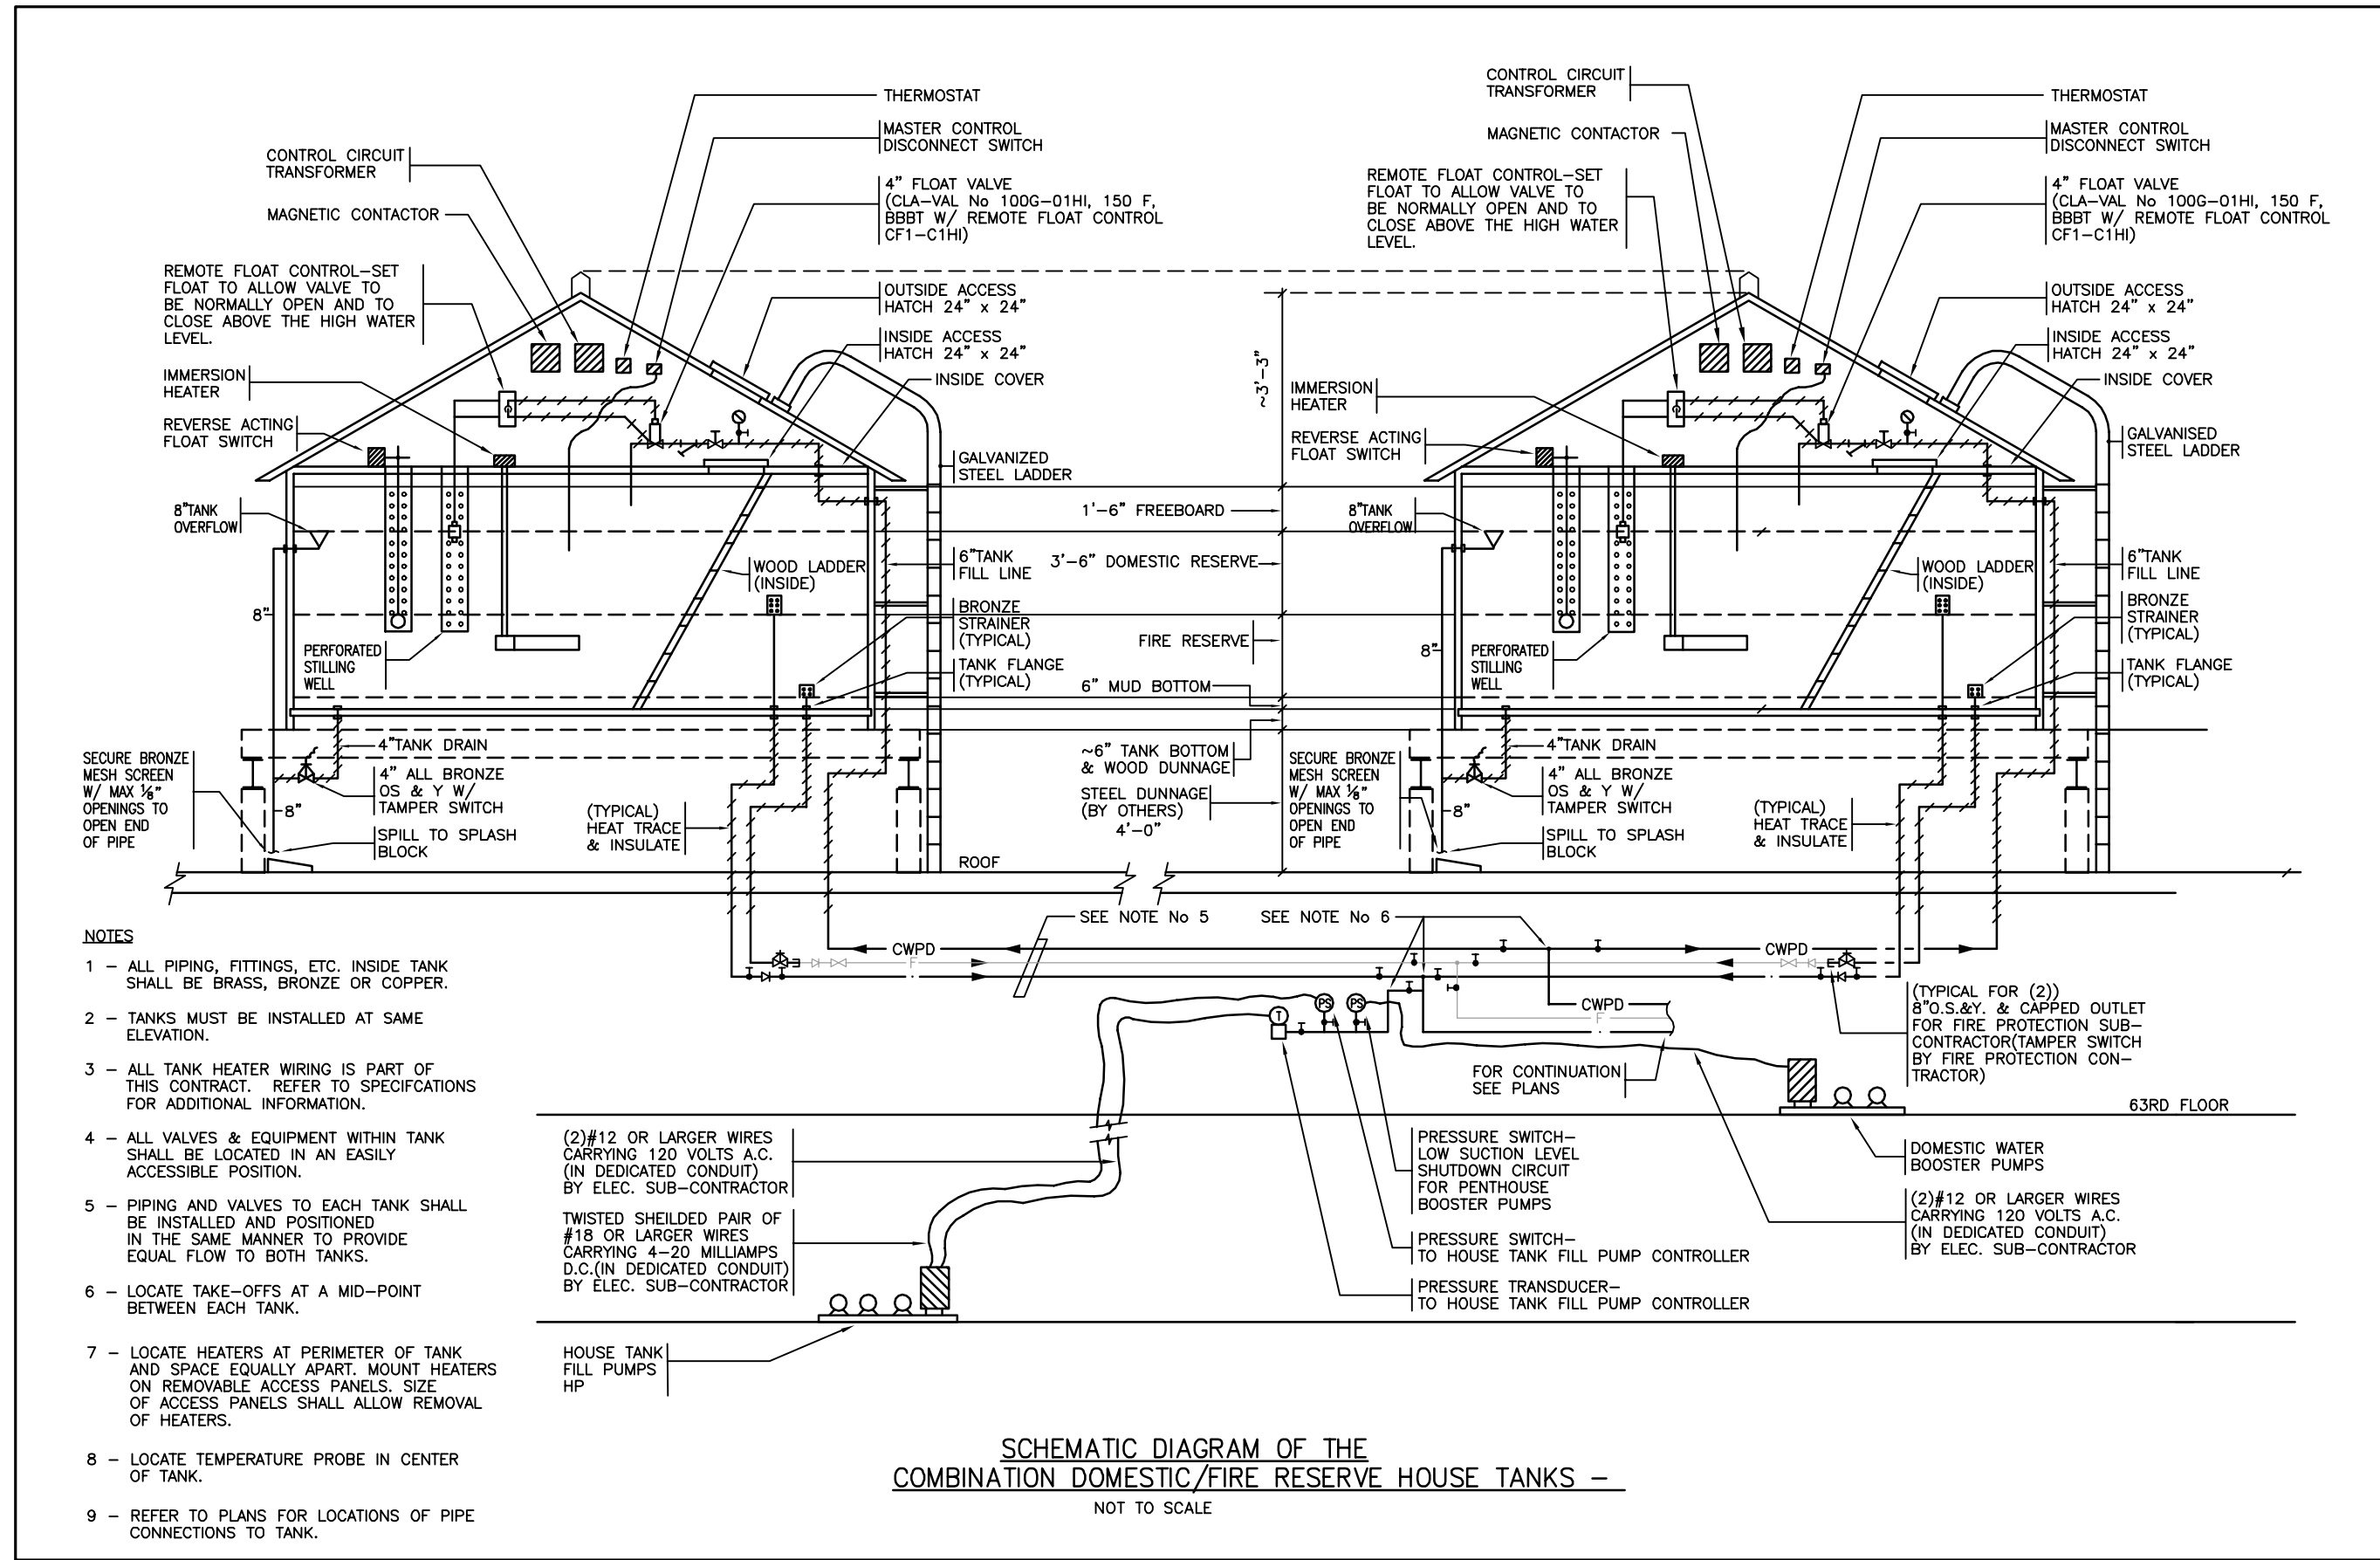 THERMOSTAT
MASTER CONTROL
DISCONNECT SWITCH
CONTROL CIRCUIT
TRANSFORMER
MAGNETIC CONTACTOR
4" FLOAT VALVE
(CLA-VAL No 100G-01HI, 150 F,
BBBT W/ REMOTE FLOAT CONTROL
CF1-C1HI)
REMOTE FLOAT CONTROL-SET
FLOAT TO ALLOW VALVE TO
BE NORMALLY OPEN AND TO
CLOSE ABOVE THE HIGH WATER
LEVEL.
OUTSIDE ACCESS
HATCH 24" x 24"
INSIDE ACCESS
HATCH 24" x 24"
INSIDE COVER
IMMERSION
HEATER
REVERSE ACTING
FLOAT SWITCH
GALVANIZED
STEEL LADDER
8"TANK
OVERFLOW
6"TANK
FILL LINE
WOOD LADDER
(INSIDE)
8"
BRONZE
STRAINER
(TYPICAL)
PERFORATED
STILLING
WELL
TANK FLANGE
(TYPICAL)
4"TANK DRAIN
SECURE BRONZE
MESH SCREEN
W/ MAX ⅛"
OPENINGS TO
OPEN END
OF PIPE
4" ALL BRONZE
OS & Y W/
TAMPER SWITCH
8"
SPILL TO SPLASH
BLOCK
(TYPICAL)
HEAT TRACE
& INSULATE
ROOF
~3'-3"
1'-6" FREEBOARD
3'-6" DOMESTIC RESERVE
FIRE RESERVE
6" MUD BOTTOM
~6" TANK BOTTOM
& WOOD DUNNAGE
STEEL DUNNAGE
(BY OTHERS)
4'-0"
CONTROL CIRCUIT
TRANSFORMER
MAGNETIC CONTACTOR
THERMOSTAT
MASTER CONTROL
DISCONNECT SWITCH
REMOTE FLOAT CONTROL-SET
FLOAT TO ALLOW VALVE TO
BE NORMALLY OPEN AND TO
CLOSE ABOVE THE HIGH WATER
LEVEL.
4" FLOAT VALVE
(CLA-VAL No 100G-01HI, 150 F,
BBBT W/ REMOTE FLOAT CONTROL
CF1-C1HI)
OUTSIDE ACCESS
HATCH 24" x 24"
INSIDE ACCESS
HATCH 24" x 24"
INSIDE COVER
IMMERSION
HEATER
REVERSE ACTING
FLOAT SWITCH
GALVANISED
STEEL LADDER
8"TANK
OVERFLOW
6"TANK
FILL LINE
WOOD LADDER
(INSIDE)
BRONZE
STRAINER
(TYPICAL)
8"
PERFORATED
STILLING
WELL
TANK FLANGE
(TYPICAL)
4"TANK DRAIN
SECURE BRONZE
MESH SCREEN
W/ MAX ⅛"
OPENINGS TO
OPEN END
OF PIPE
4" ALL BRONZE
OS & Y W/
TAMPER SWITCH
8"
SPILL TO SPLASH
BLOCK
(TYPICAL)
HEAT TRACE
& INSULATE
SEE NOTE No 5
SEE NOTE No 6
CWPD
CWPD
F
CWPD
F
PS
PS
T
(TYPICAL FOR (2))
8"O.S.&Y. & CAPPED OUTLET
FOR FIRE PROTECTION SUB-
CONTRACTOR(TAMPER SWITCH
BY FIRE PROTECTION CON-
TRACTOR)
FOR CONTINUATION
SEE PLANS
63RD FLOOR
(2)#12 OR LARGER WIRES
CARRYING 120 VOLTS A.C.
(IN DEDICATED CONDUIT)
BY ELEC. SUB-CONTRACTOR
TWISTED SHEILDED PAIR OF
#18 OR LARGER WIRES
CARRYING 4-20 MILLIAMPS
D.C.(IN DEDICATED CONDUIT)
BY ELEC. SUB-CONTRACTOR
HOUSE TANK
FILL PUMPS
HP
PRESSURE SWITCH-
LOW SUCTION LEVEL
SHUTDOWN CIRCUIT
FOR PENTHOUSE
BOOSTER PUMPS
PRESSURE SWITCH-
TO HOUSE TANK FILL PUMP CONTROLLER
PRESSURE TRANSDUCER-
TO HOUSE TANK FILL PUMP CONTROLLER
DOMESTIC WATER
BOOSTER PUMPS
(2)#12 OR LARGER WIRES
CARRYING 120 VOLTS A.C.
(IN DEDICATED CONDUIT)
BY ELEC. SUB-CONTRACTOR
NOTES
1 - ALL PIPING, FITTINGS, ETC. INSIDE TANK
SHALL BE BRASS, BRONZE OR COPPER.
2 - TANKS MUST BE INSTALLED AT SAME
ELEVATION.
3 - ALL TANK HEATER WIRING IS PART OF
THIS CONTRACT. REFER TO SPECIFCATIONS
FOR ADDITIONAL INFORMATION.
4 - ALL VALVES & EQUIPMENT WITHIN TANK
SHALL BE LOCATED IN AN EASILY
ACCESSIBLE POSITION.
5 - PIPING AND VALVES TO EACH TANK SHALL
BE INSTALLED AND POSITIONED
IN THE SAME MANNER TO PROVIDE
EQUAL FLOW TO BOTH TANKS.
6 - LOCATE TAKE-OFFS AT A MID-POINT
BETWEEN EACH TANK.
7 - LOCATE HEATERS AT PERIMETER OF TANK
AND SPACE EQUALLY APART. MOUNT HEATERS
ON REMOVABLE ACCESS PANELS. SIZE
OF ACCESS PANELS SHALL ALLOW REMOVAL
OF HEATERS.
8 - LOCATE TEMPERATURE PROBE IN CENTER
OF TANK.
9 - REFER TO PLANS FOR LOCATIONS OF PIPE
CONNECTIONS TO TANK.
SCHEMATIC DIAGRAM OF THE
COMBINATION DOMESTIC/FIRE RESERVE HOUSE TANKS -
NOT TO SCALE